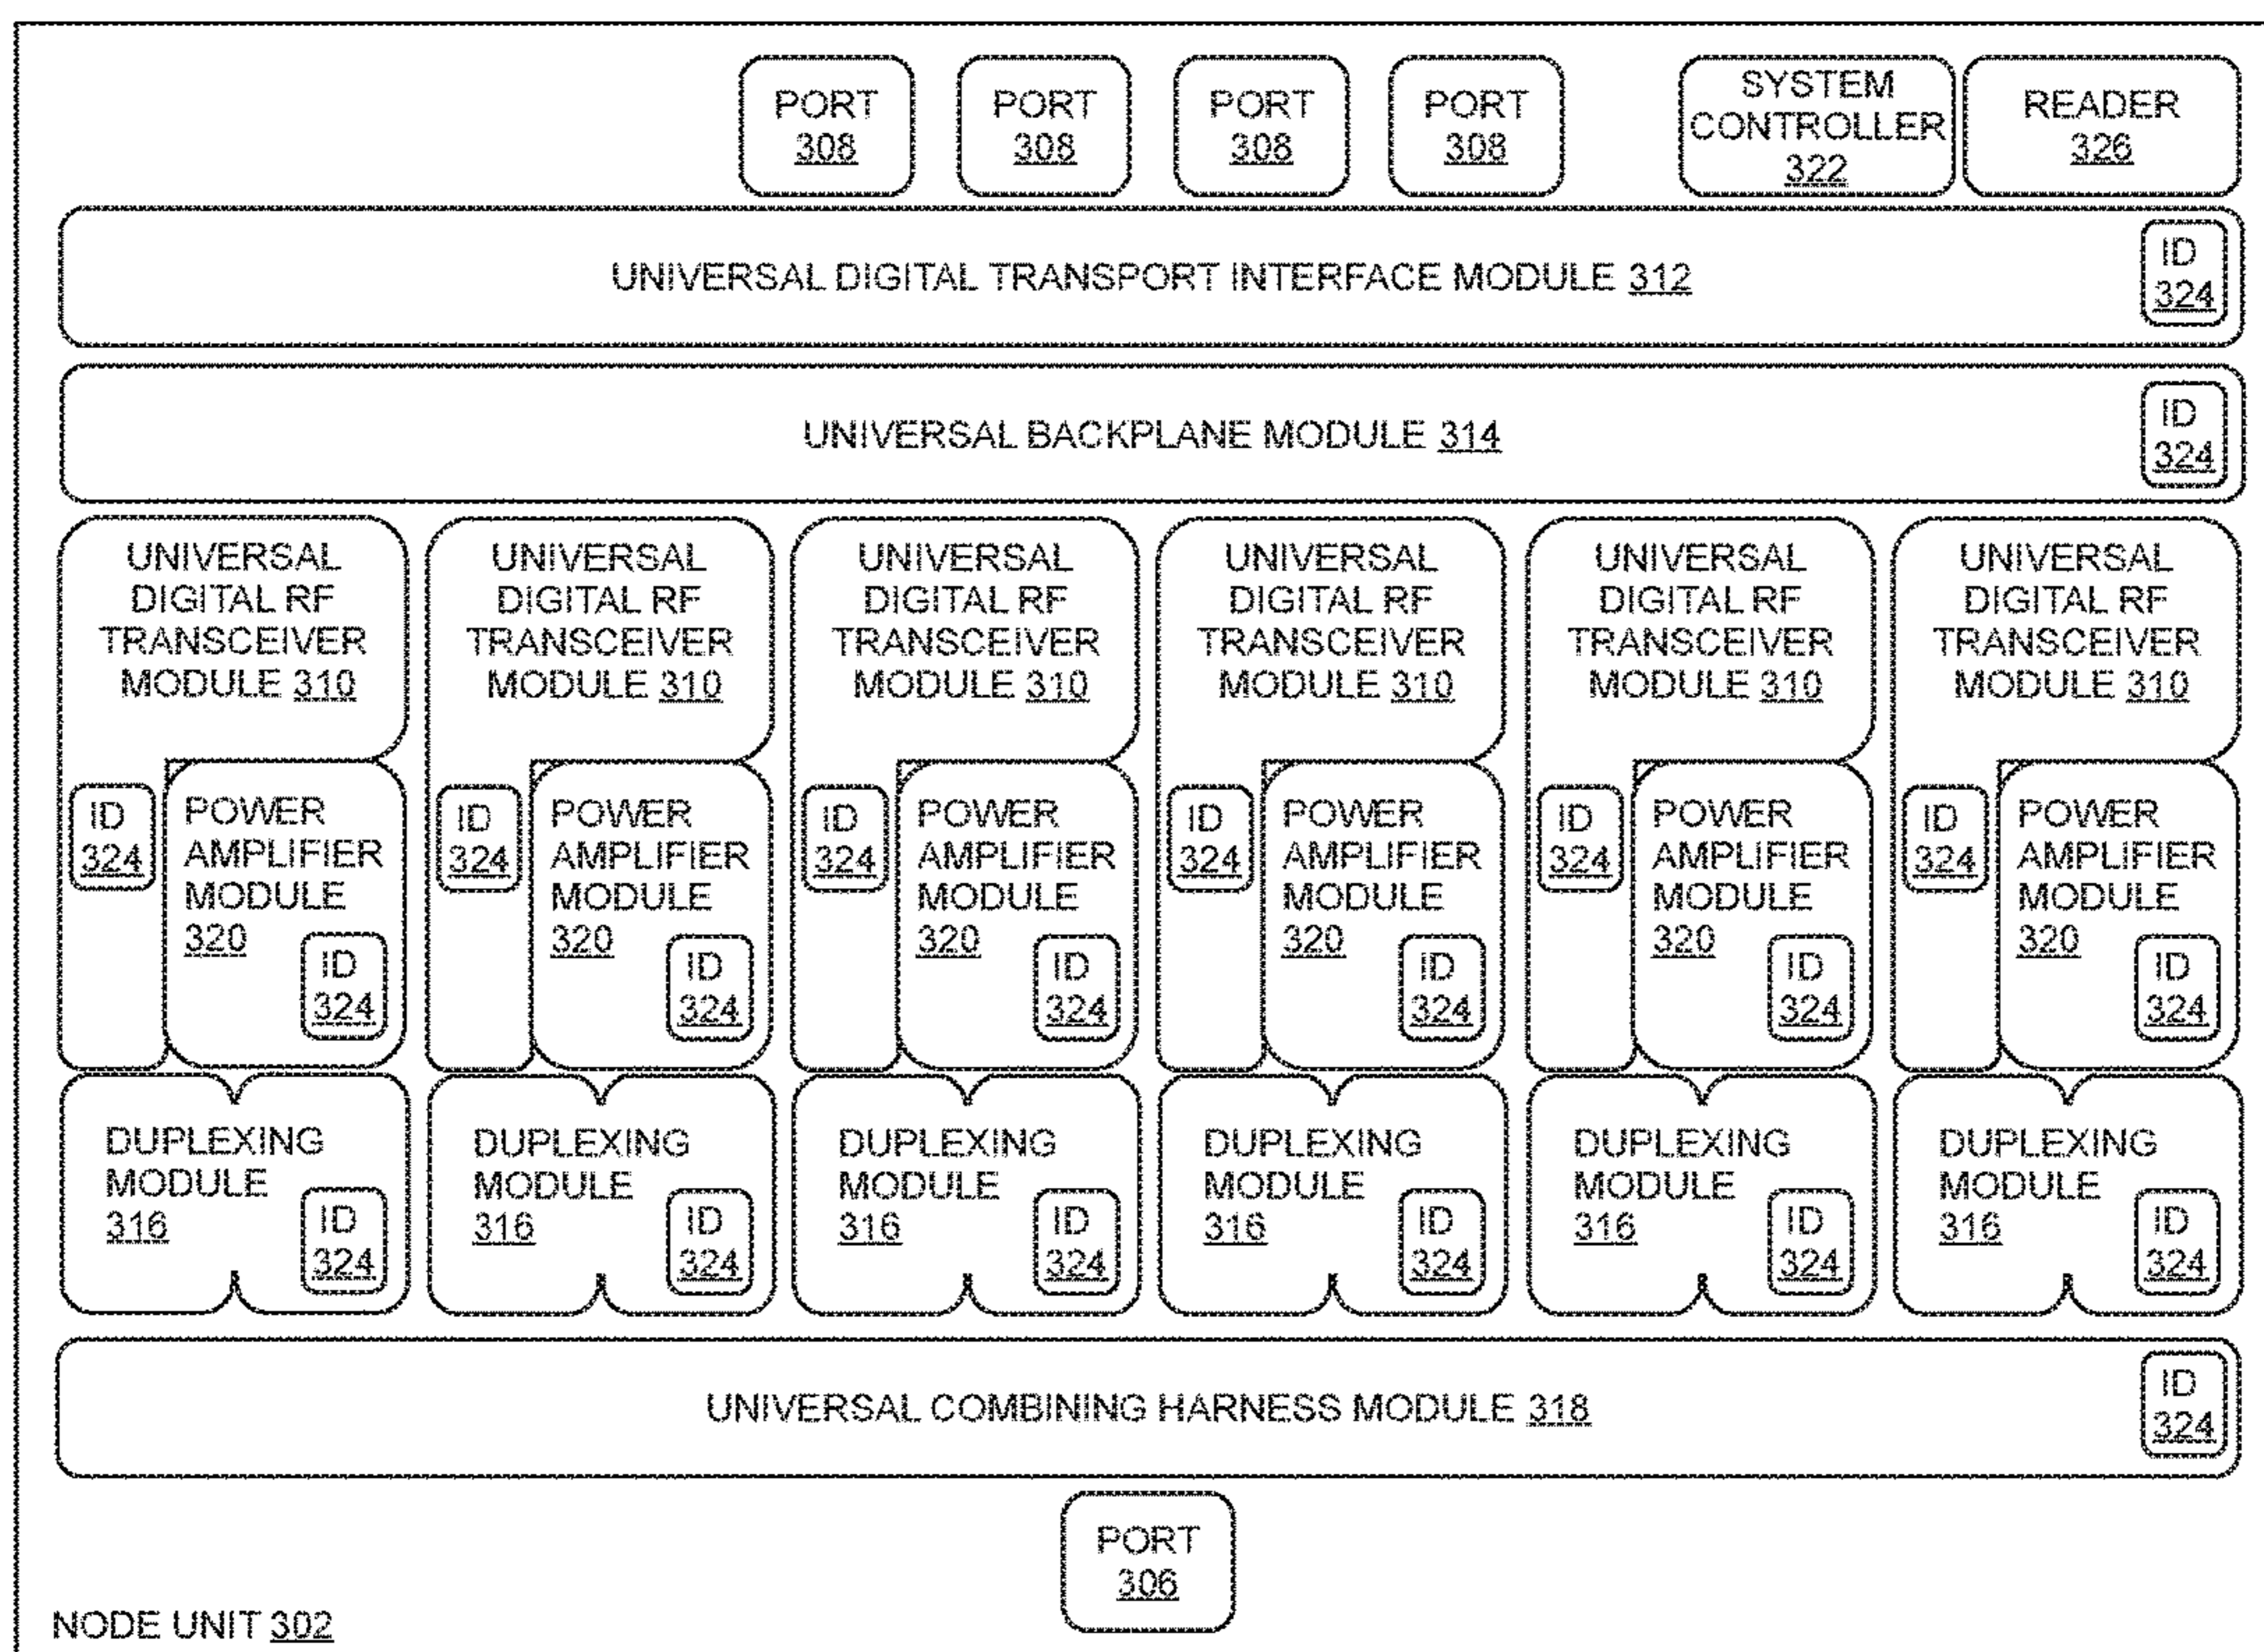 PORT
308
PORT
308
PORT
308
PORT
308
SYSTEM
CONTROLLER
322
READER
326
UNIVERSAL DIGITAL TRANSPORT INTERFACE MODULE 312
ID
324
UNIVERSAL BACKPLANE MODULE 314
ID
324
UNIVERSAL
DIGITAL RF
TRANSCEIVER
MODULE 310
ID
324
POWER
AMPLIFIER
MODULE
320
ID
324
UNIVERSAL
DIGITAL RF
TRANSCEIVER
MODULE 310
ID
324
POWER
AMPLIFIER
MODULE
320
ID
324
UNIVERSAL
DIGITAL RF
TRANSCEIVER
MODULE 310
ID
324
POWER
AMPLIFIER
MODULE
320
ID
324
UNIVERSAL
DIGITAL RF
TRANSCEIVER
MODULE 310
ID
324
POWER
AMPLIFIER
MODULE
320
ID
324
UNIVERSAL
DIGITAL RF
TRANSCEIVER
MODULE 310
ID
324
POWER
AMPLIFIER
MODULE
320
ID
324
UNIVERSAL
DIGITAL RF
TRANSCEIVER
MODULE 310
ID
324
POWER
AMPLIFIER
MODULE
320
ID
324
DUPLEXING
MODULE
316
ID
324
DUPLEXING
MODULE
316
ID
324
DUPLEXING
MODULE
316
ID
324
DUPLEXING
MODULE
316
ID
324
DUPLEXING
MODULE
316
ID
324
DUPLEXING
MODULE
316
ID
324
UNIVERSAL COMBINING HARNESS MODULE 318
ID
324
PORT
306
NODE UNIT 302